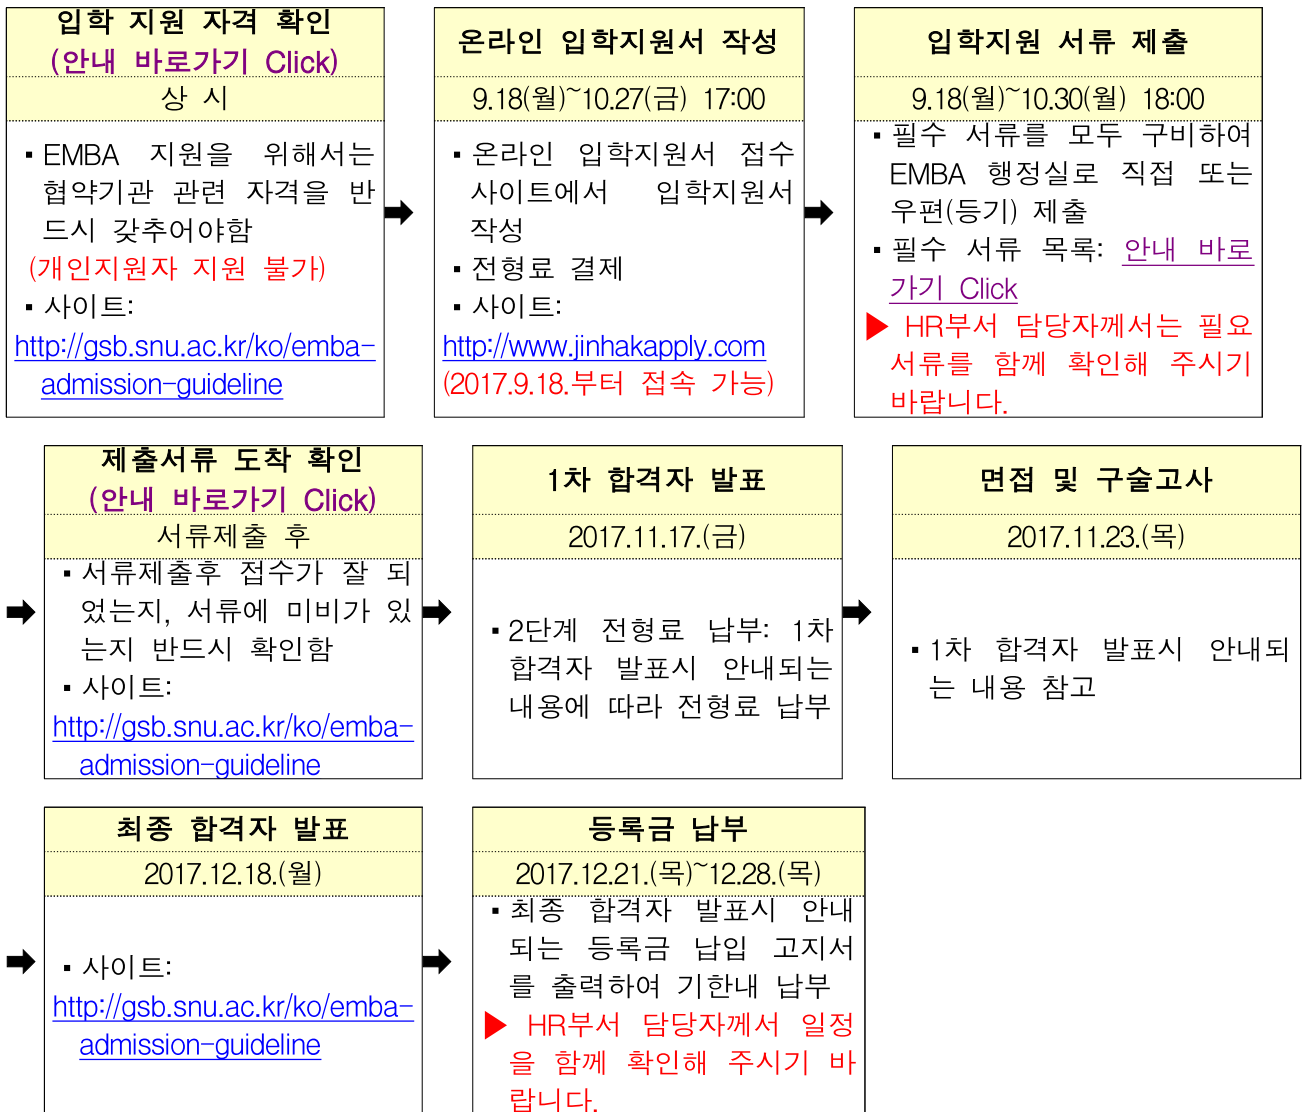 입학 지원 자격 확인
(안내 바로가기 Click)
상 시
▪ EMBA 지원을 위해서는
협약기관 관련 자격을 반
드시 갖추어야함
(개인지원자 지원 불가)
▪ 사이트:
http://gsb.snu.ac.kr/ko/emba-
admission-guideline
온라인 입학지원서 작성
9.18(월)~10.27(금) 17:00
▪ 온라인 입학지원서 접수
사이트에서 입학지원서
작성
▪ 전형료 결제
▪ 사이트:
http://www.jinhakapply.com
(2017.9.18.부터 접속 가능)
입학지원 서류 제출
9.18(월)~10.30(월) 18:00
▪ 필수 서류를 모두 구비하여
EMBA 행정실로 직접 또는
우편(등기) 제출
▪ 필수 서류 목록: 안내 바로
가기 Click
▶ HR부서 담당자께서는 필요
서류를 함께 확인해 주시기
바랍니다.
제출서류 도착 확인
(안내 바로가기 Click)
서류제출 후
▪ 서류제출후 접수가 잘 되
었는지, 서류에 미비가 있
는지 반드시 확인함
▪ 사이트:
http://gsb.snu.ac.kr/ko/emba-
admission-guideline
1차 합격자 발표
2017.11.17.(금)
▪ 2단계 전형료 납부: 1차
합격자 발표시 안내되는
내용에 따라 전형료 납부
면접 및 구술고사
2017.11.23.(목)
▪ 1차 합격자 발표시 안내되
는 내용 참고
최종 합격자 발표
2017.12.18.(월)
▪ 사이트:
http://gsb.snu.ac.kr/ko/emba-
admission-guideline
등록금 납부
2017.12.21.(목)~12.28.(목)
▪ 최종 합격자 발표시 안내
되는 등록금 납입 고지서
를 출력하여 기한내 납부
▶ HR부서 담당자께서 일정
을 함께 확인해 주시기 바
랍니다.